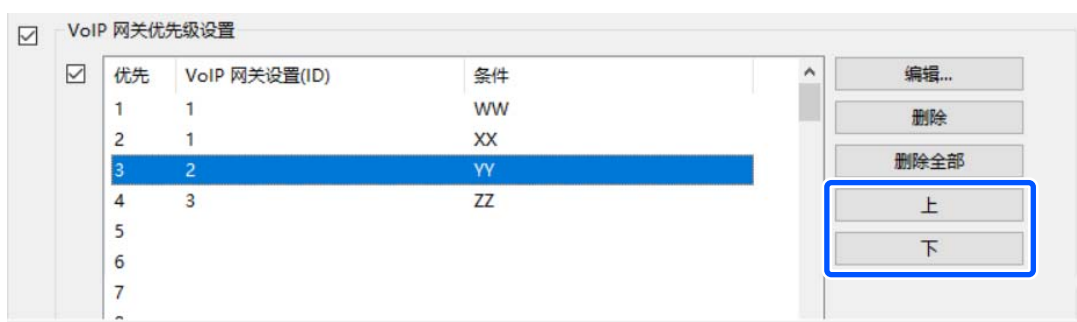 VoIP 网关优先级设置
优先 VoIP 网关设置(ID) 条件 编辑...
1 1 WW 删除
2 1 XX
3 2 YY 删除全部
4 3 ZZ 上
5 下
6
7